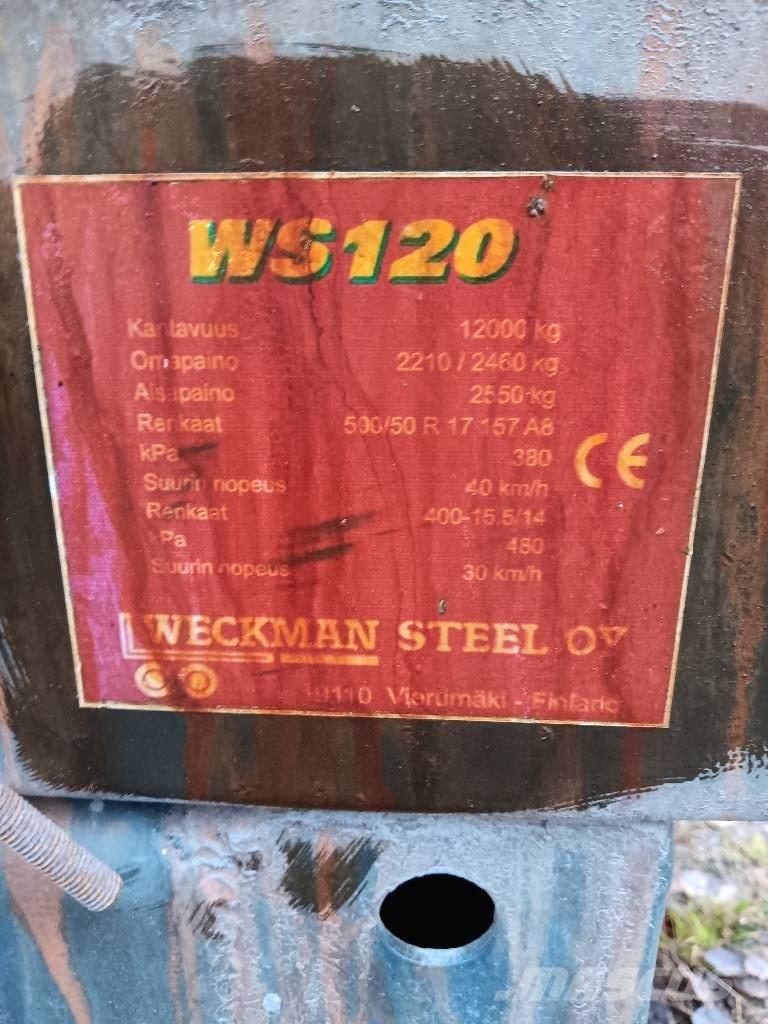 WS120
Kantavuus 12000 kg
Omapaino 2210 / 2460 kg
Aisapaino 2550 kg
Renkaat 500/50 R 17 157 A8
kPa 380
CE
Suurin nopeus 40 km/h
Renkaat 400-15.5/14
kPa 480
Suurin nopeus 30 km/h
WECKMAN STEEL OY
19110 Vierumäki - Finland
mascus